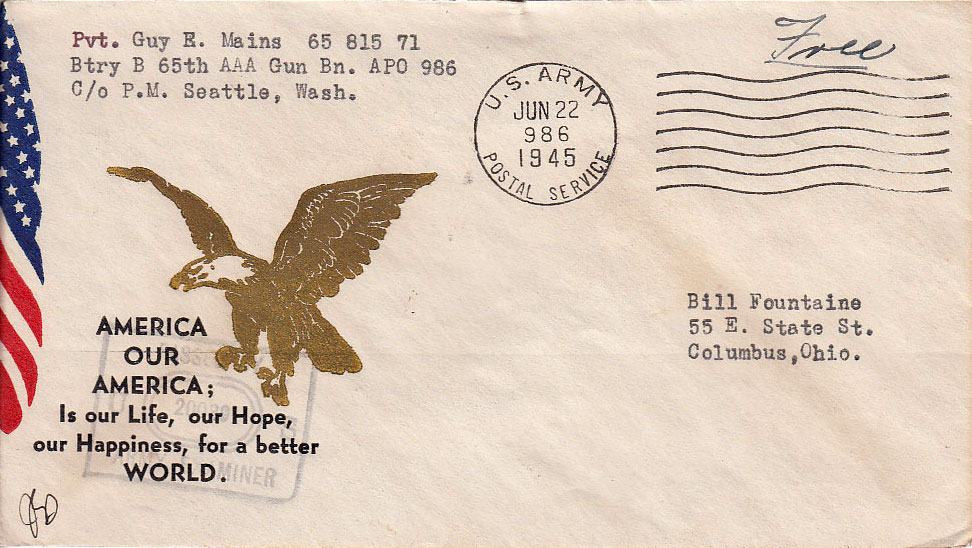 Pvt. Guy E. Mains 65 815 71
Btry B 65th AAA Gun Bn. APO 986
C/o P.M. Seattle, Wash.
Free
U.S. ARMY
JUN 22
986
1945
POSTAL SERVICE
Bill Fountaine
55 E. State St.
Columbus,Ohio.
AMERICA
OUR
AMERICA;
Is our Life, our Hope,
our Happiness, for a better
WORLD.